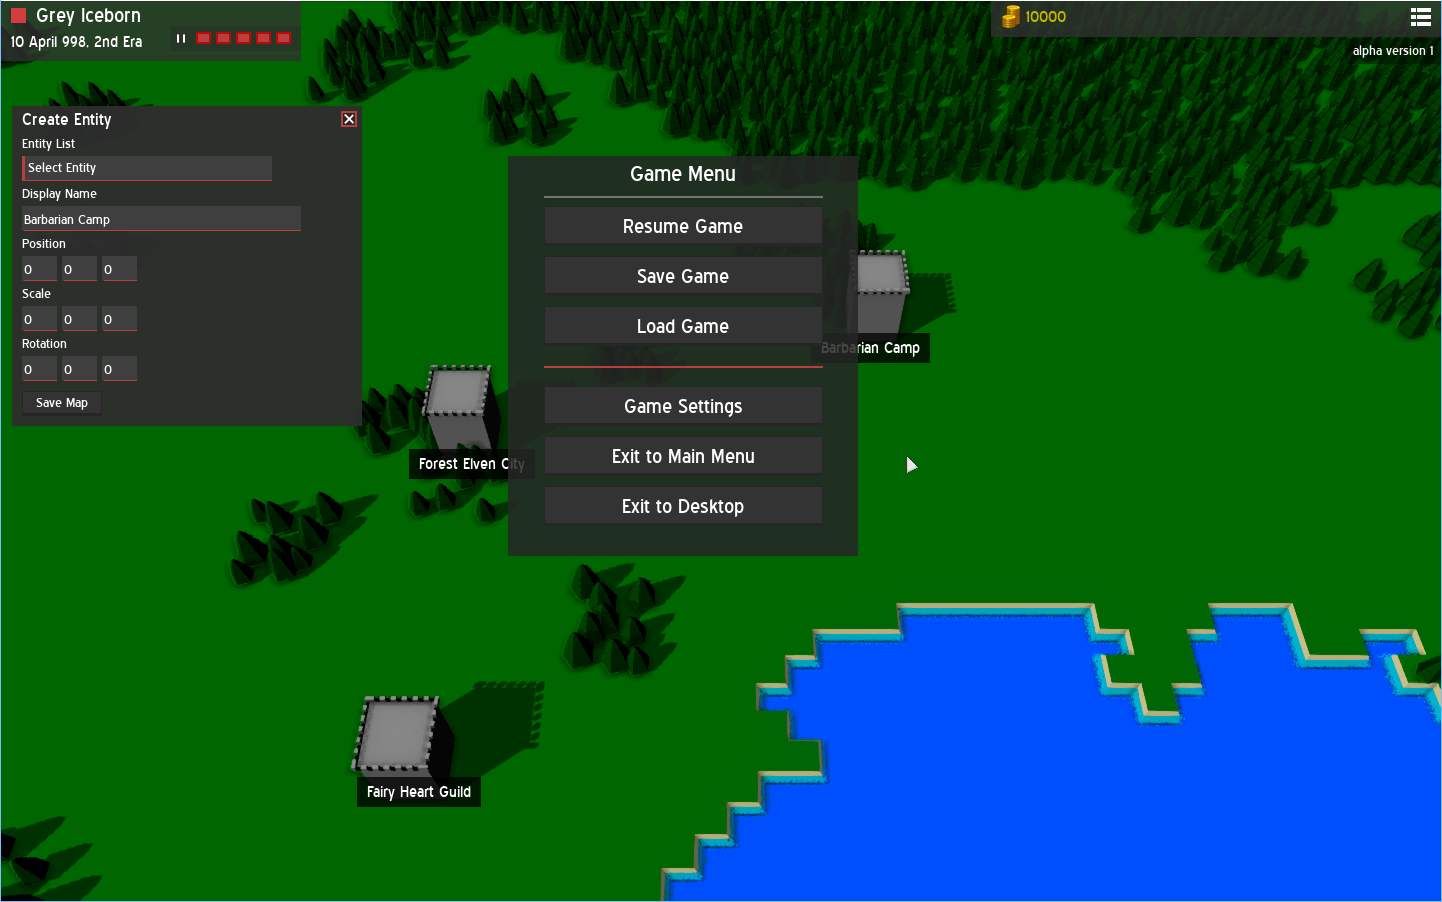 Grey Iceborn
10 April 998, 2nd Era
10000
alpha version 1
Create Entity
Entity List
Select Entity
Display Name
Barbarian Camp
Position
0 0 0
Scale
0 0 0
Rotation
0 0 0
Save Map
Game Menu
Resume Game
Save Game
Load Game
Game Settings
Exit to Main Menu
Exit to Desktop
Barbarian Camp
Forest Elven City
Fairy Heart Guild